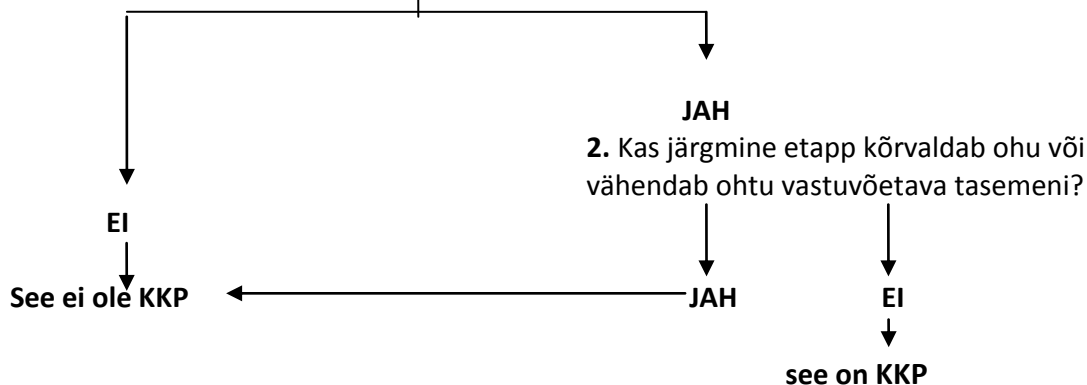 JAH
2. Kas järgmine etapp kõrvaldab ohu või
vähendab ohtu vastuvõetava tasemeni?
EI
See ei ole KKP
JAH
EI
see on KKP